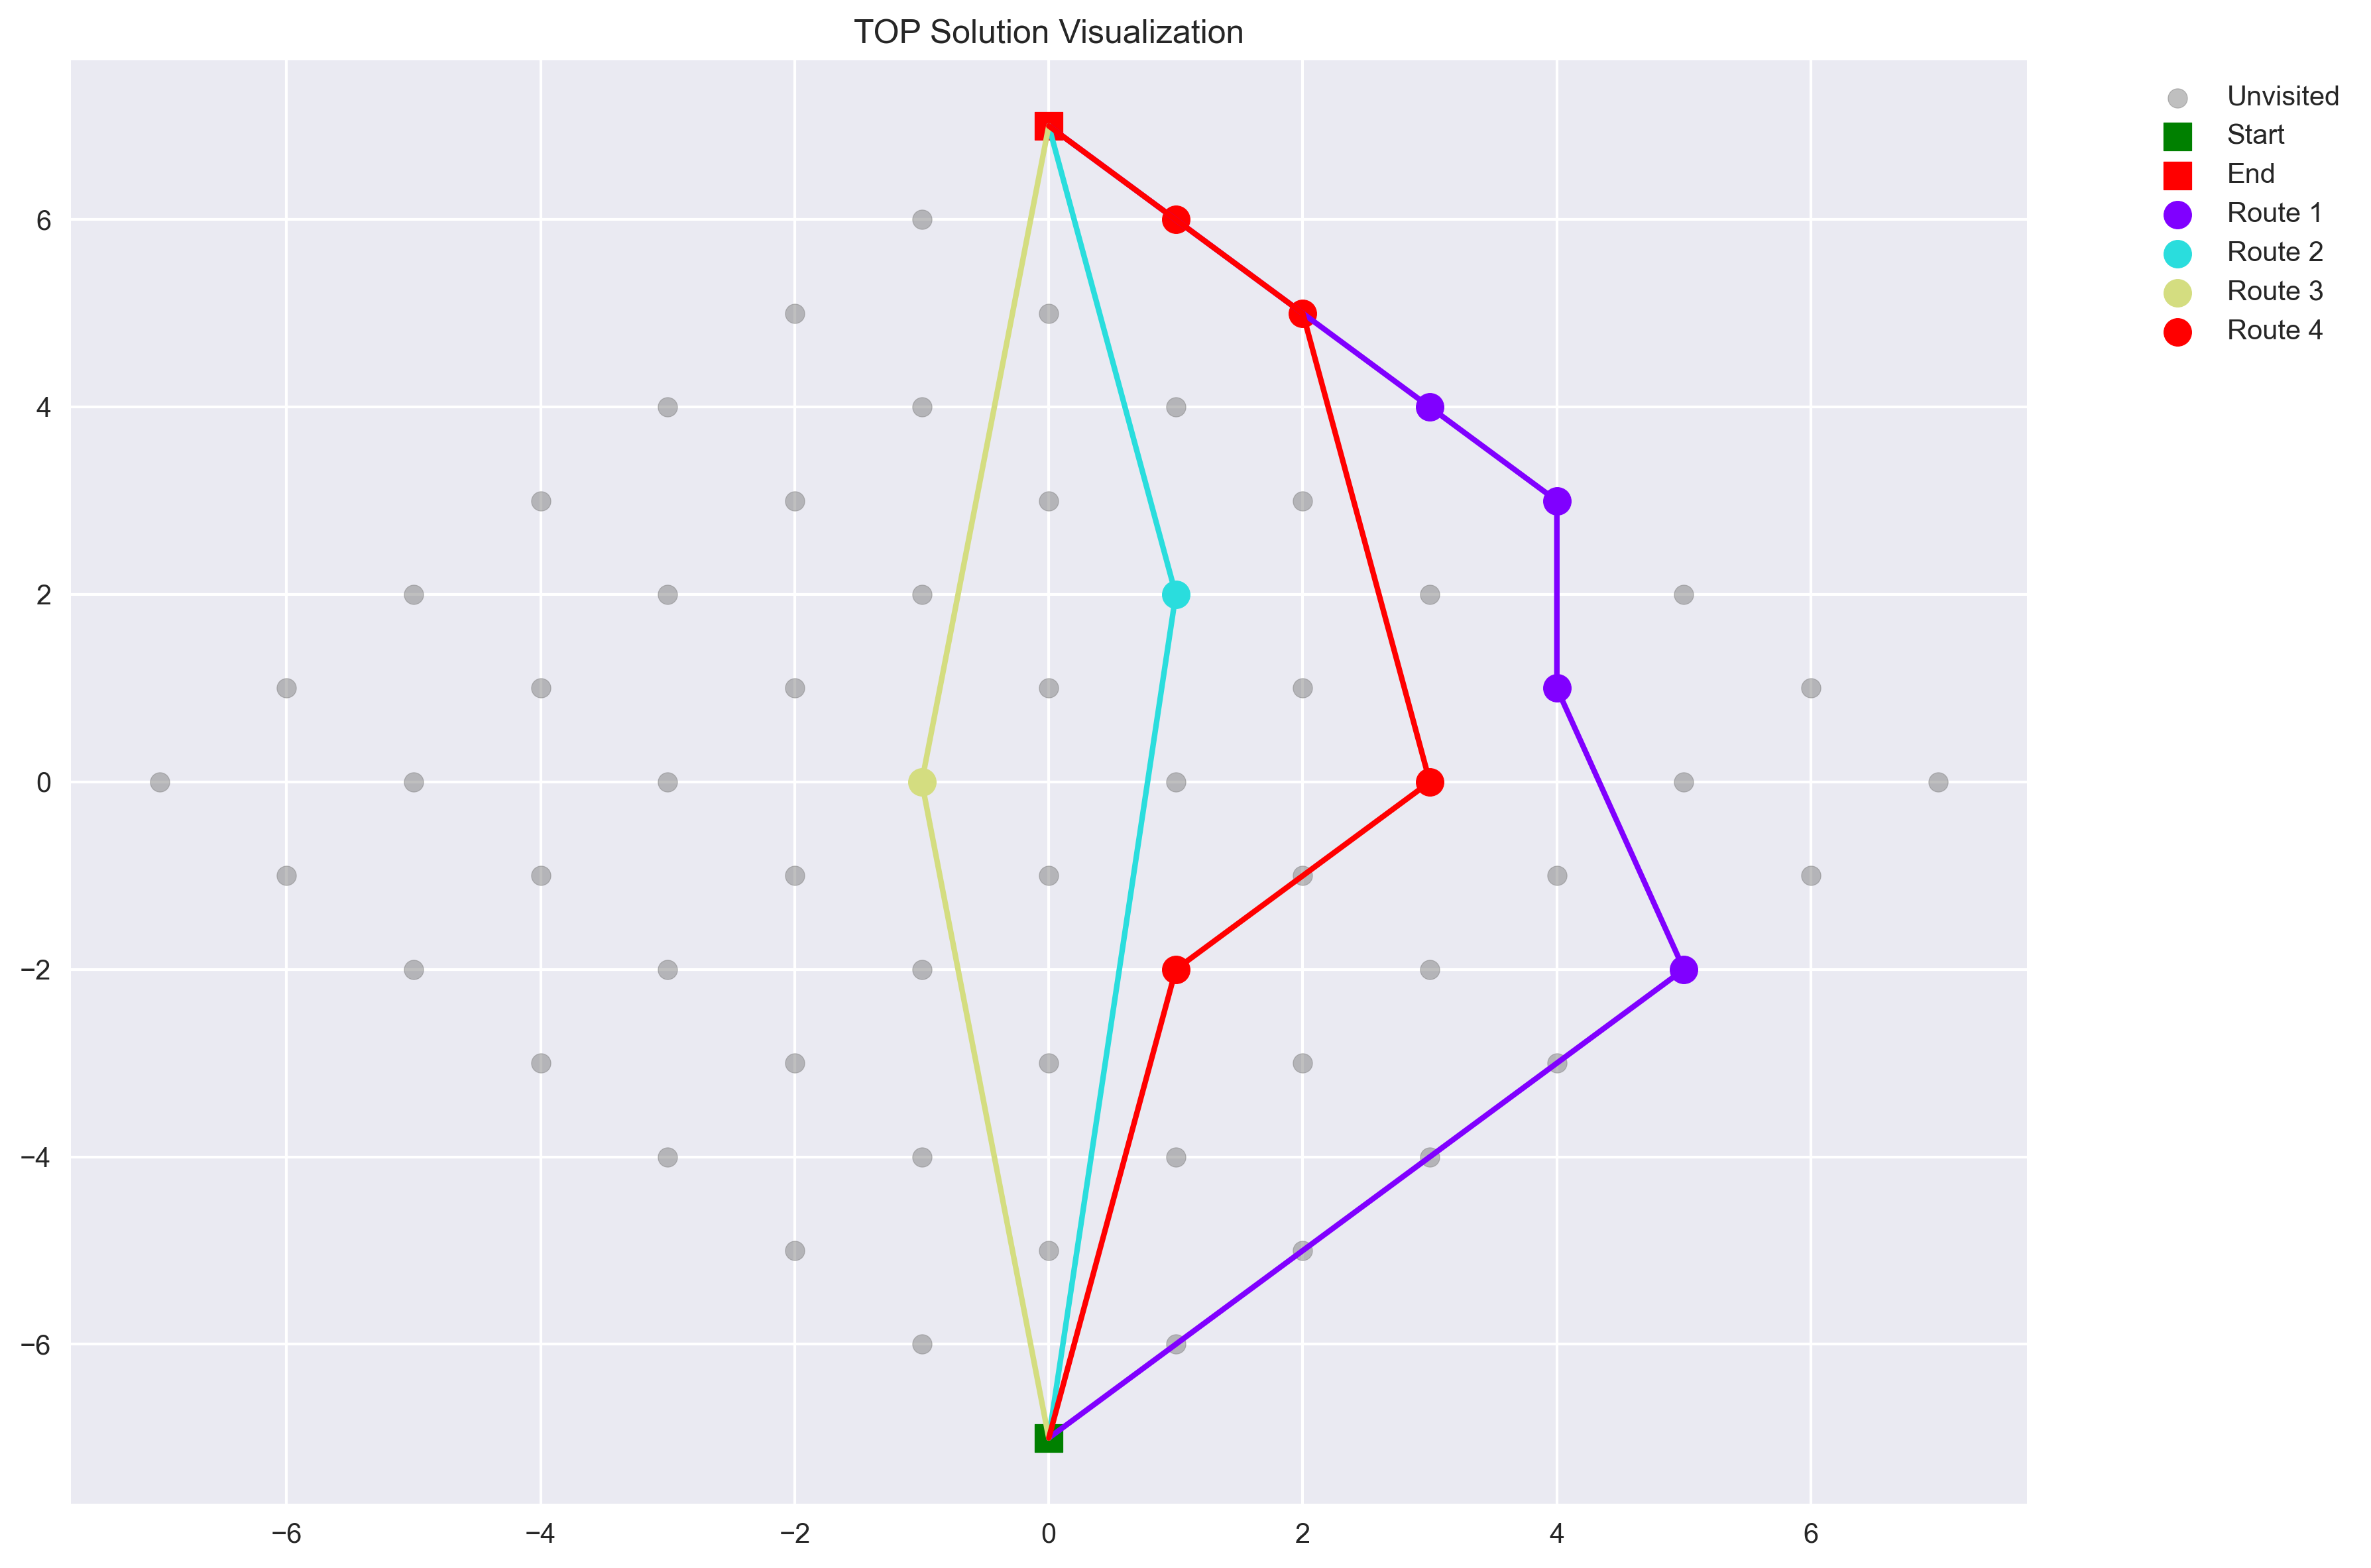 TOP Solution Visualization
Unvisited
Start
End
Route 1
Route 2
Route 3
Route 4
6
4
2
0
−2
−4
−6
−6
−4
−2
0
2
4
6